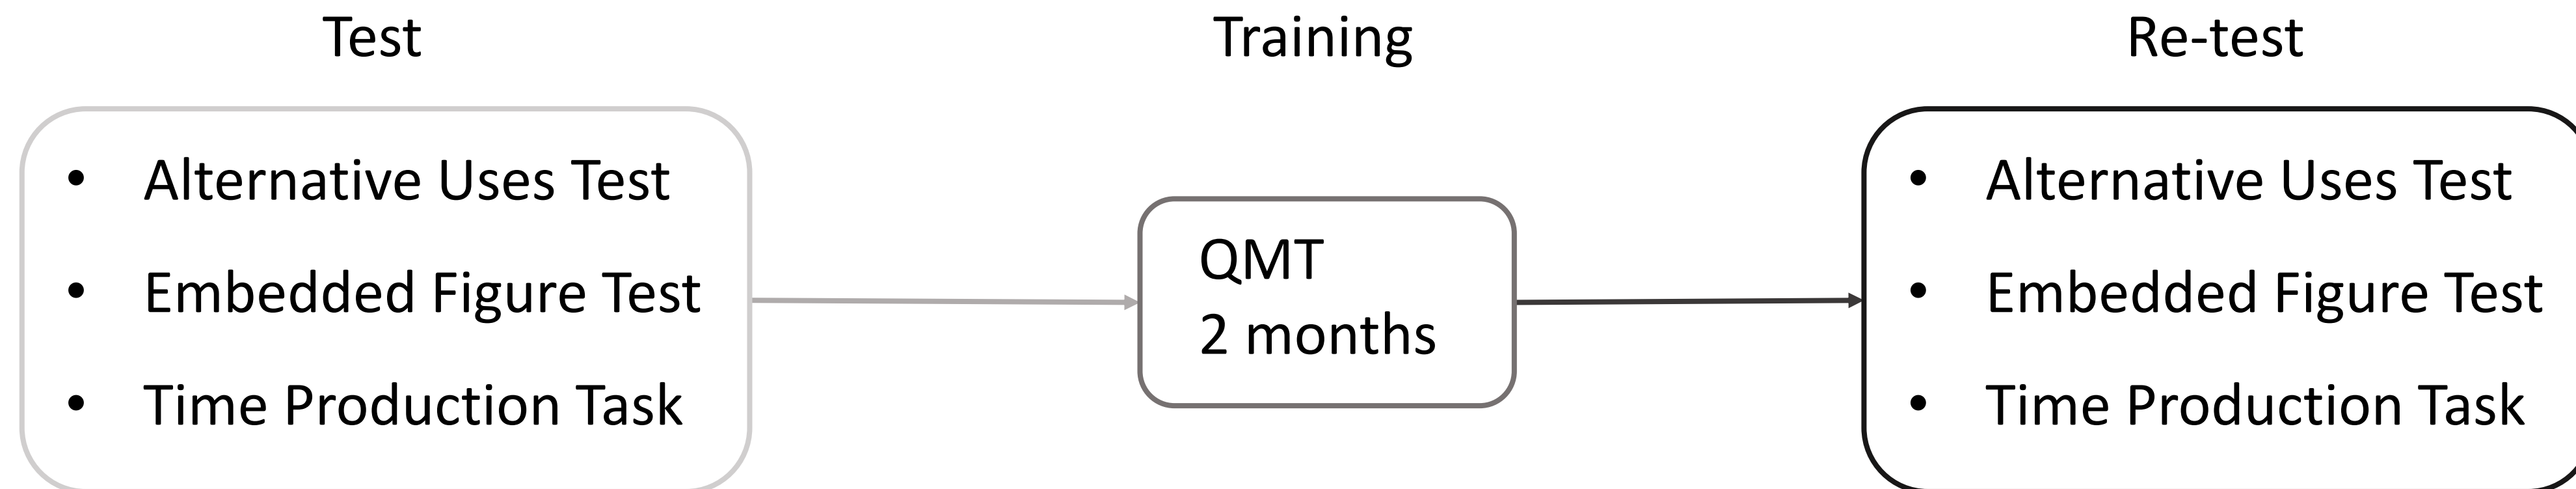 Test
• Alternative Uses Test
• Embedded Figure Test
• Time Production Task
Training
QMT
2 months
Re-test
• Alternative Uses Test
• Embedded Figure Test
• Time Production Task